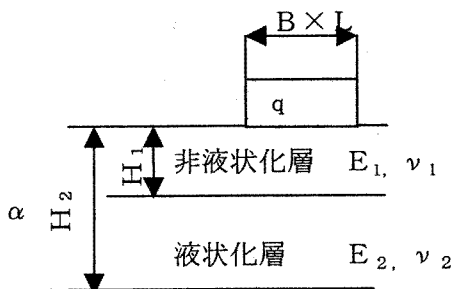 B×L
q
H₁
非液状化層 E₁, ν₁
α
H₂
液状化層 E₂, ν₂